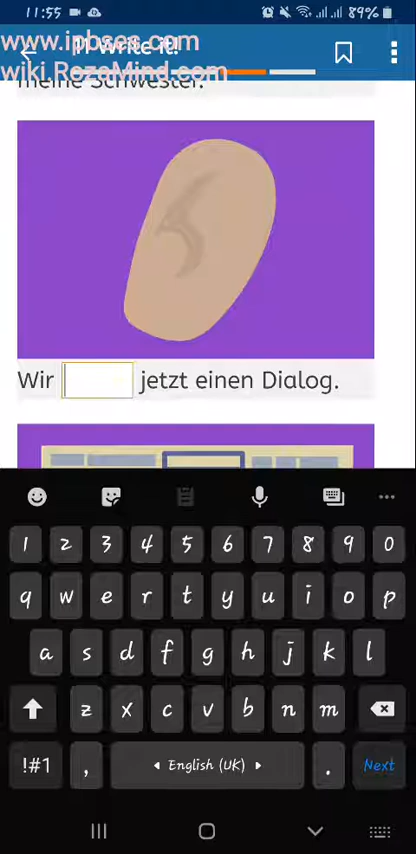 11:55
89%
www.ipbses.com
Write it!
wiki.RozaMind.com
meine Schwester.
Wir
jetzt einen Dialog.
1 2 3 4 5 6 7 8 9 0
q w e r t y u i o p
a s d f g h j k l
z x c v b n m
!#1 , English (UK) . Next